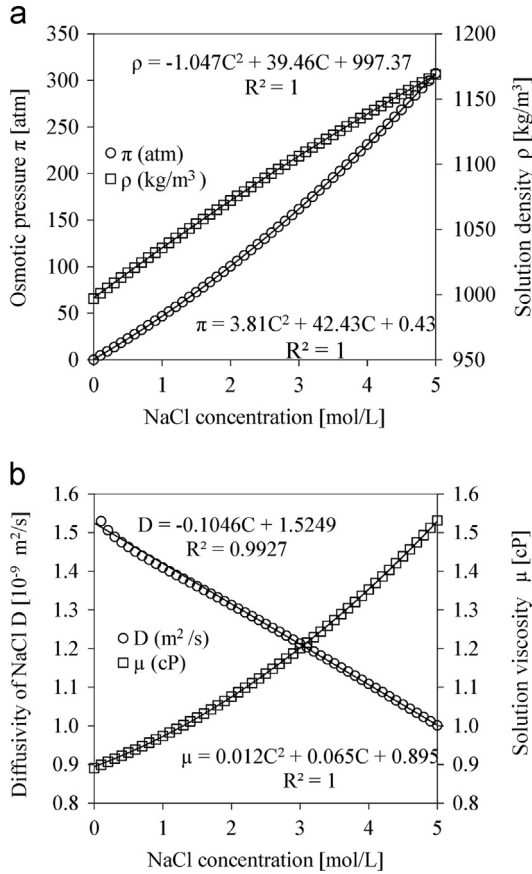 a
ρ = -1.047C² + 39.46C + 997.37
R² = 1
π (atm)
ρ (kg/m³)
π = 3.81C² + 42.43C + 0.43
R² = 1
350
300
250
200
150
100
50
0
Osmotic pressure π [atm]
1200
1150
1100
1050
1000
950
Solution density ρ [kg/m³]
0 1 2 3 4 5
NaCl concentration [mol/L]
b
D = -0.1046C + 1.5249
R² = 0.9927
D (m²/s)
μ (cP)
μ = 0.012C² + 0.065C + 0.895
R² = 1
1.6
1.5
1.4
1.3
1.2
1.1
1.0
0.9
0.8
Diffusivity of NaCl D [10⁻⁹ m²/s]
1.6
1.5
1.4
1.3
1.2
1.1
1.0
0.9
0.8
Solution viscosity μ [cP]
0 1 2 3 4 5
NaCl concentration [mol/L]